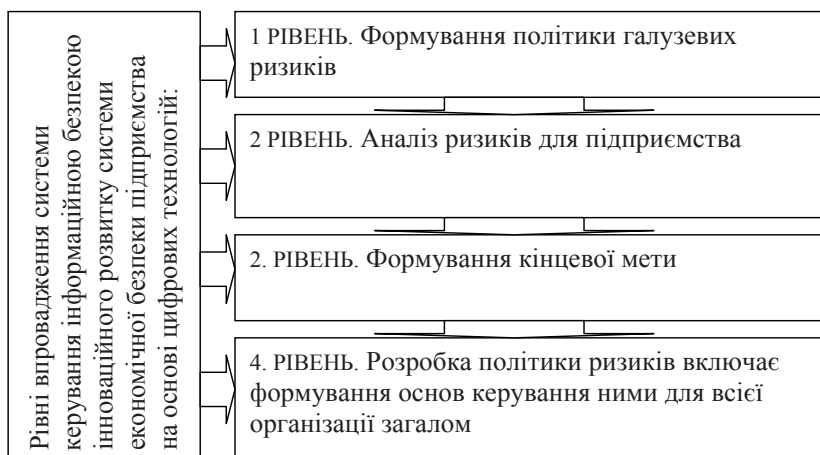 Рівні впровадження системи
керування інформаційною безпекою
інноваційного розвитку системи
економічної безпеки підприємства
на основі цифрових технологій:
1 РІВЕНЬ. Формування політики галузевих
ризиків
2 РІВЕНЬ. Аналіз ризиків для підприємства
2. РІВЕНЬ. Формування кінцевої мети
4. РІВЕНЬ. Розробка політики ризиків включає
формування основ керування ними для всієї
організації загалом